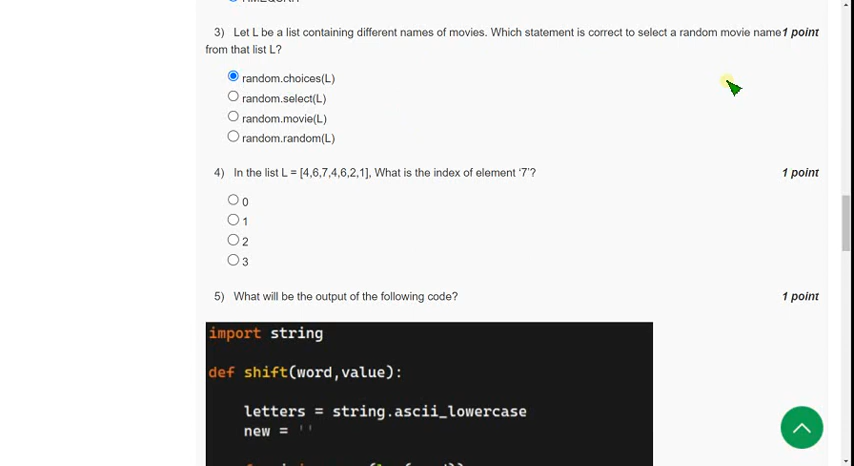 3) Let L be a list containing different names of movies. Which statement is correct to select a random movie name 1 point
from that list L?
random.choices(L)
random.select(L)
random.movie(L)
random.random(L)
4) In the list L = [4,6,7,4,6,2,1], What is the index of element ‘7’? 1 point
0
1
2
3
5) What will be the output of the following code? 1 point
import string
def shift(word,value):
letters = string.ascii_lowercase
new = ''